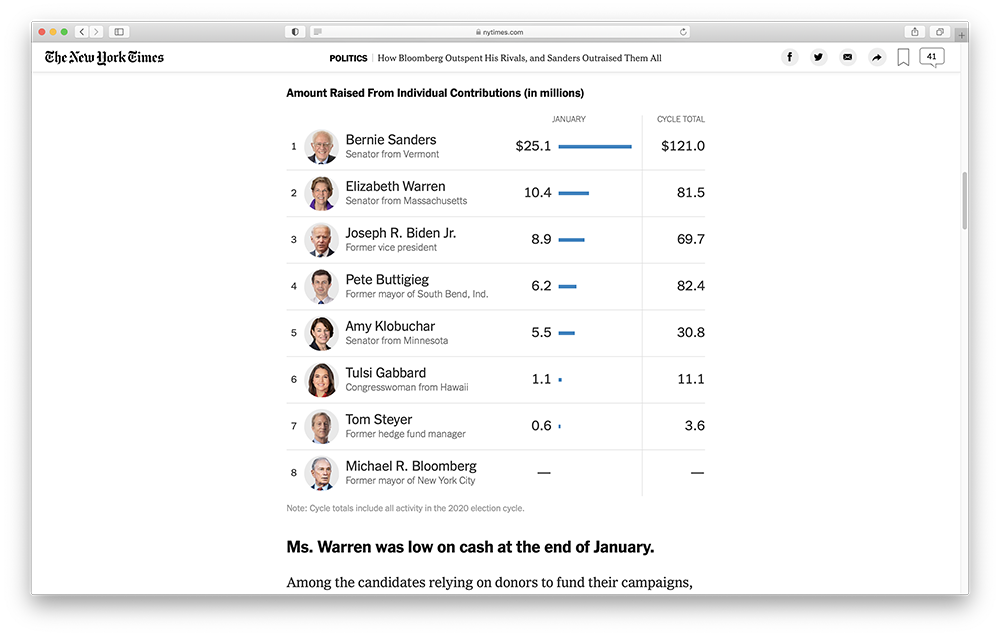 nytimes.com
The New York Times
POLITICS How Bloomberg Outspent His Rivals, and Sanders Outraised Them All
41
Amount Raised From Individual Contributions (in millions)
JANUARY CYCLE TOTAL
1 Bernie Sanders $25.1 $121.0
Senator from Vermont
2 Elizabeth Warren 10.4 81.5
Senator from Massachusetts
3 Joseph R. Biden Jr. 8.9 69.7
Former vice president
4 Pete Buttigieg 6.2 82.4
Former mayor of South Bend, Ind.
5 Amy Klobuchar 5.5 30.8
Senator from Minnesota
6 Tulsi Gabbard 1.1 11.1
Congresswoman from Hawaii
7 Tom Steyer 0.6 3.6
Former hedge fund manager
8 Michael R. Bloomberg — —
Former mayor of New York City
Note: Cycle totals include all activity in the 2020 election cycle.
Ms. Warren was low on cash at the end of January.
Among the candidates relying on donors to fund their campaigns,